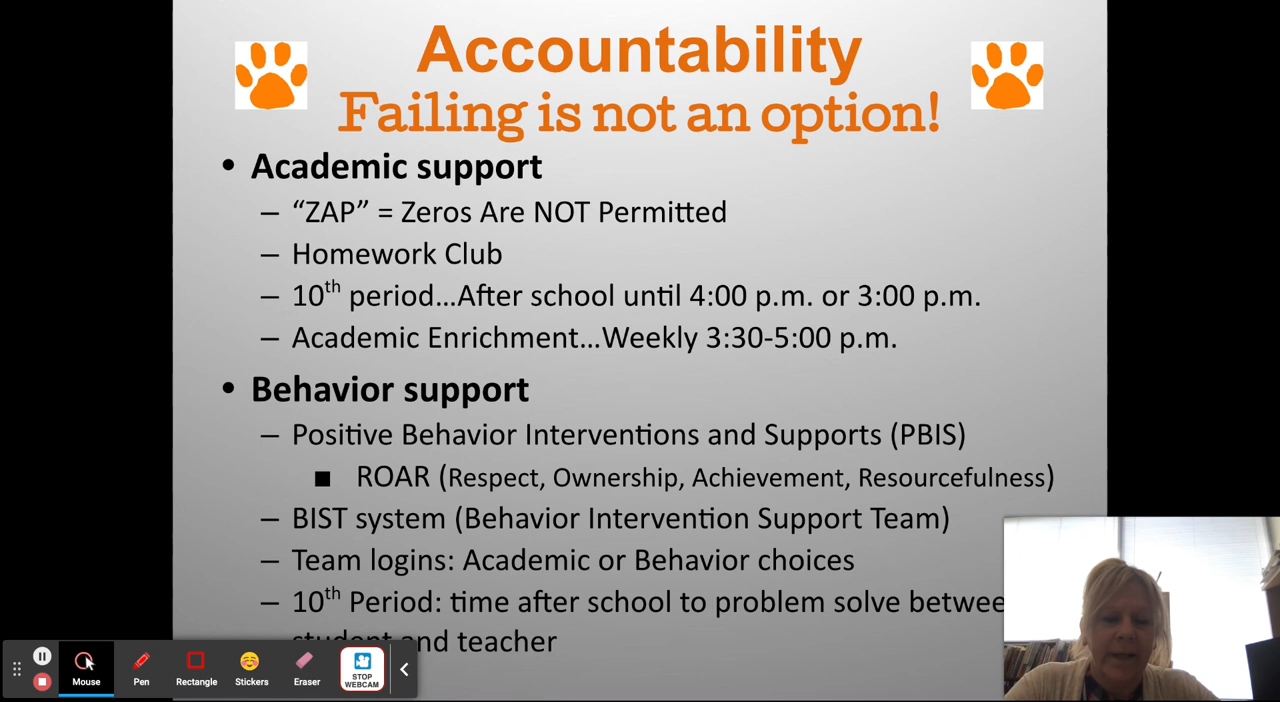 Accountability
Failing is not an option!
• Academic support
– “ZAP” = Zeros Are NOT Permitted
– Homework Club
– 10th period...After school until 4:00 p.m. or 3:00 p.m.
– Academic Enrichment...Weekly 3:30-5:00 p.m.
• Behavior support
– Positive Behavior Interventions and Supports (PBIS)
■ ROAR (Respect, Ownership, Achievement, Resourcefulness)
– BIST system (Behavior Intervention Support Team)
– Team logins: Academic or Behavior choices
– 10th Period: time after school to problem solve between
student and teacher
Mouse Pen Rectangle Stickers Eraser STOP WEBCAM